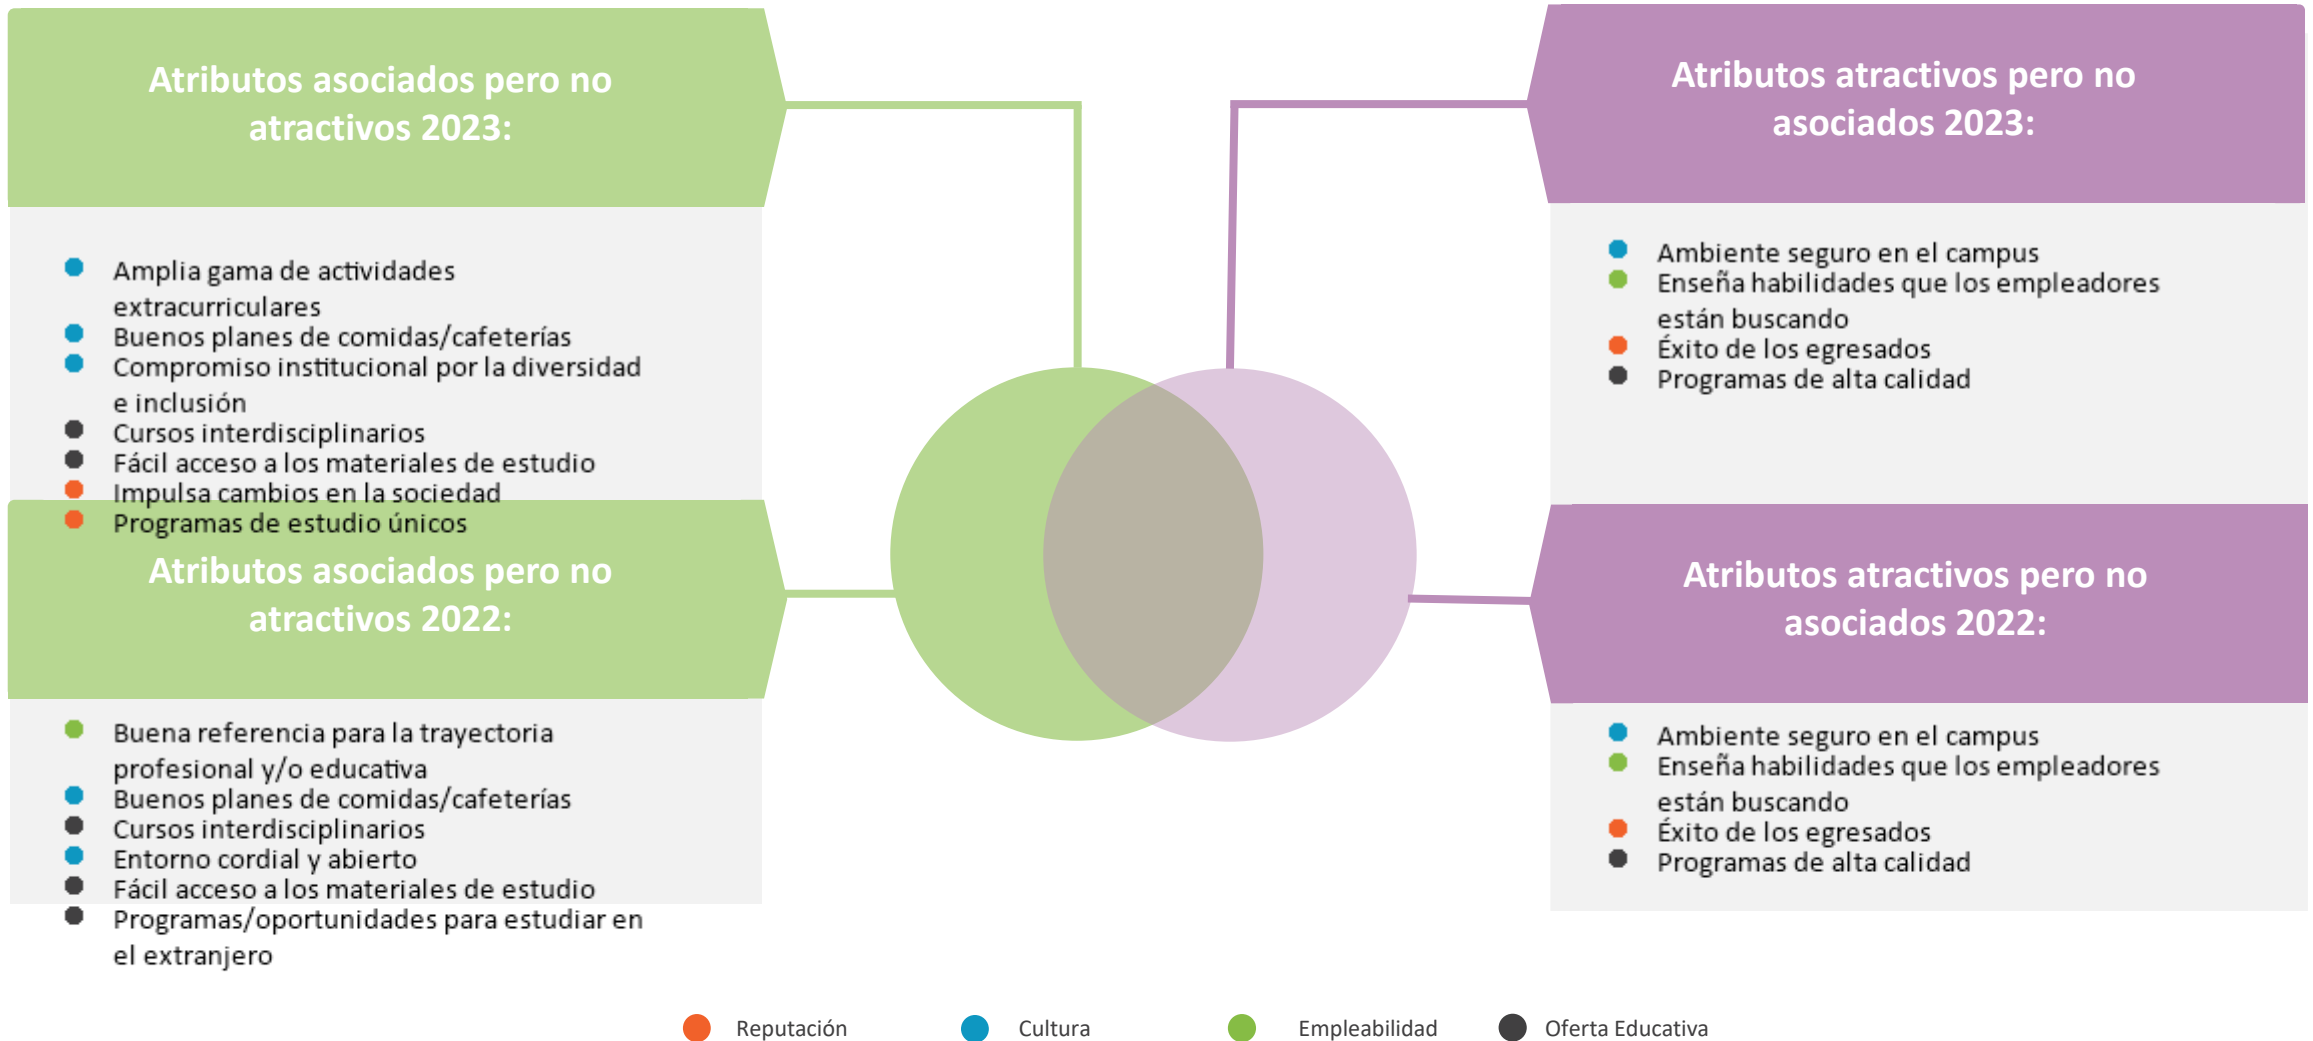 Atributos asociados pero no
atractivos 2023:
Amplia gama de actividades
extracurriculares
Buenos planes de comidas/cafeterías
Compromiso institucional por la diversidad
e inclusión
Cursos interdisciplinarios
Fácil acceso a los materiales de estudio
Impulsa cambios en la sociedad
Programas de estudio únicos
Atributos asociados pero no
atractivos 2022:
Buena referencia para la trayectoria
profesional y/o educativa
Buenos planes de comidas/cafeterías
Cursos interdisciplinarios
Entorno cordial y abierto
Fácil acceso a los materiales de estudio
Programas/oportunidades para estudiar en
el extranjero
Atributos atractivos pero no
asociados 2023:
Ambiente seguro en el campus
Enseña habilidades que los empleadores
están buscando
Éxito de los egresados
Programas de alta calidad
Atributos atractivos pero no
asociados 2022:
Ambiente seguro en el campus
Enseña habilidades que los empleadores
están buscando
Éxito de los egresados
Programas de alta calidad
Reputación
Cultura
Empleabilidad
Oferta Educativa